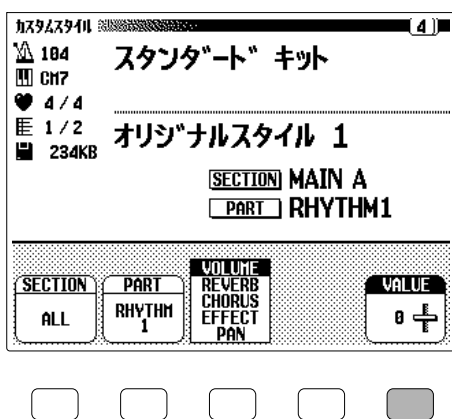 カスタムスタイル
4
104
スタンダード キット
CM7
4 / 4
1 / 2
オリジナルスタイル 1
234KB
SECTION MAIN A
PART RHYTHM1
SECTION
ALL
PART
RHYTHM
1
VOLUME
REVERB
CHORUS
EFFECT
PAN
VALUE
0